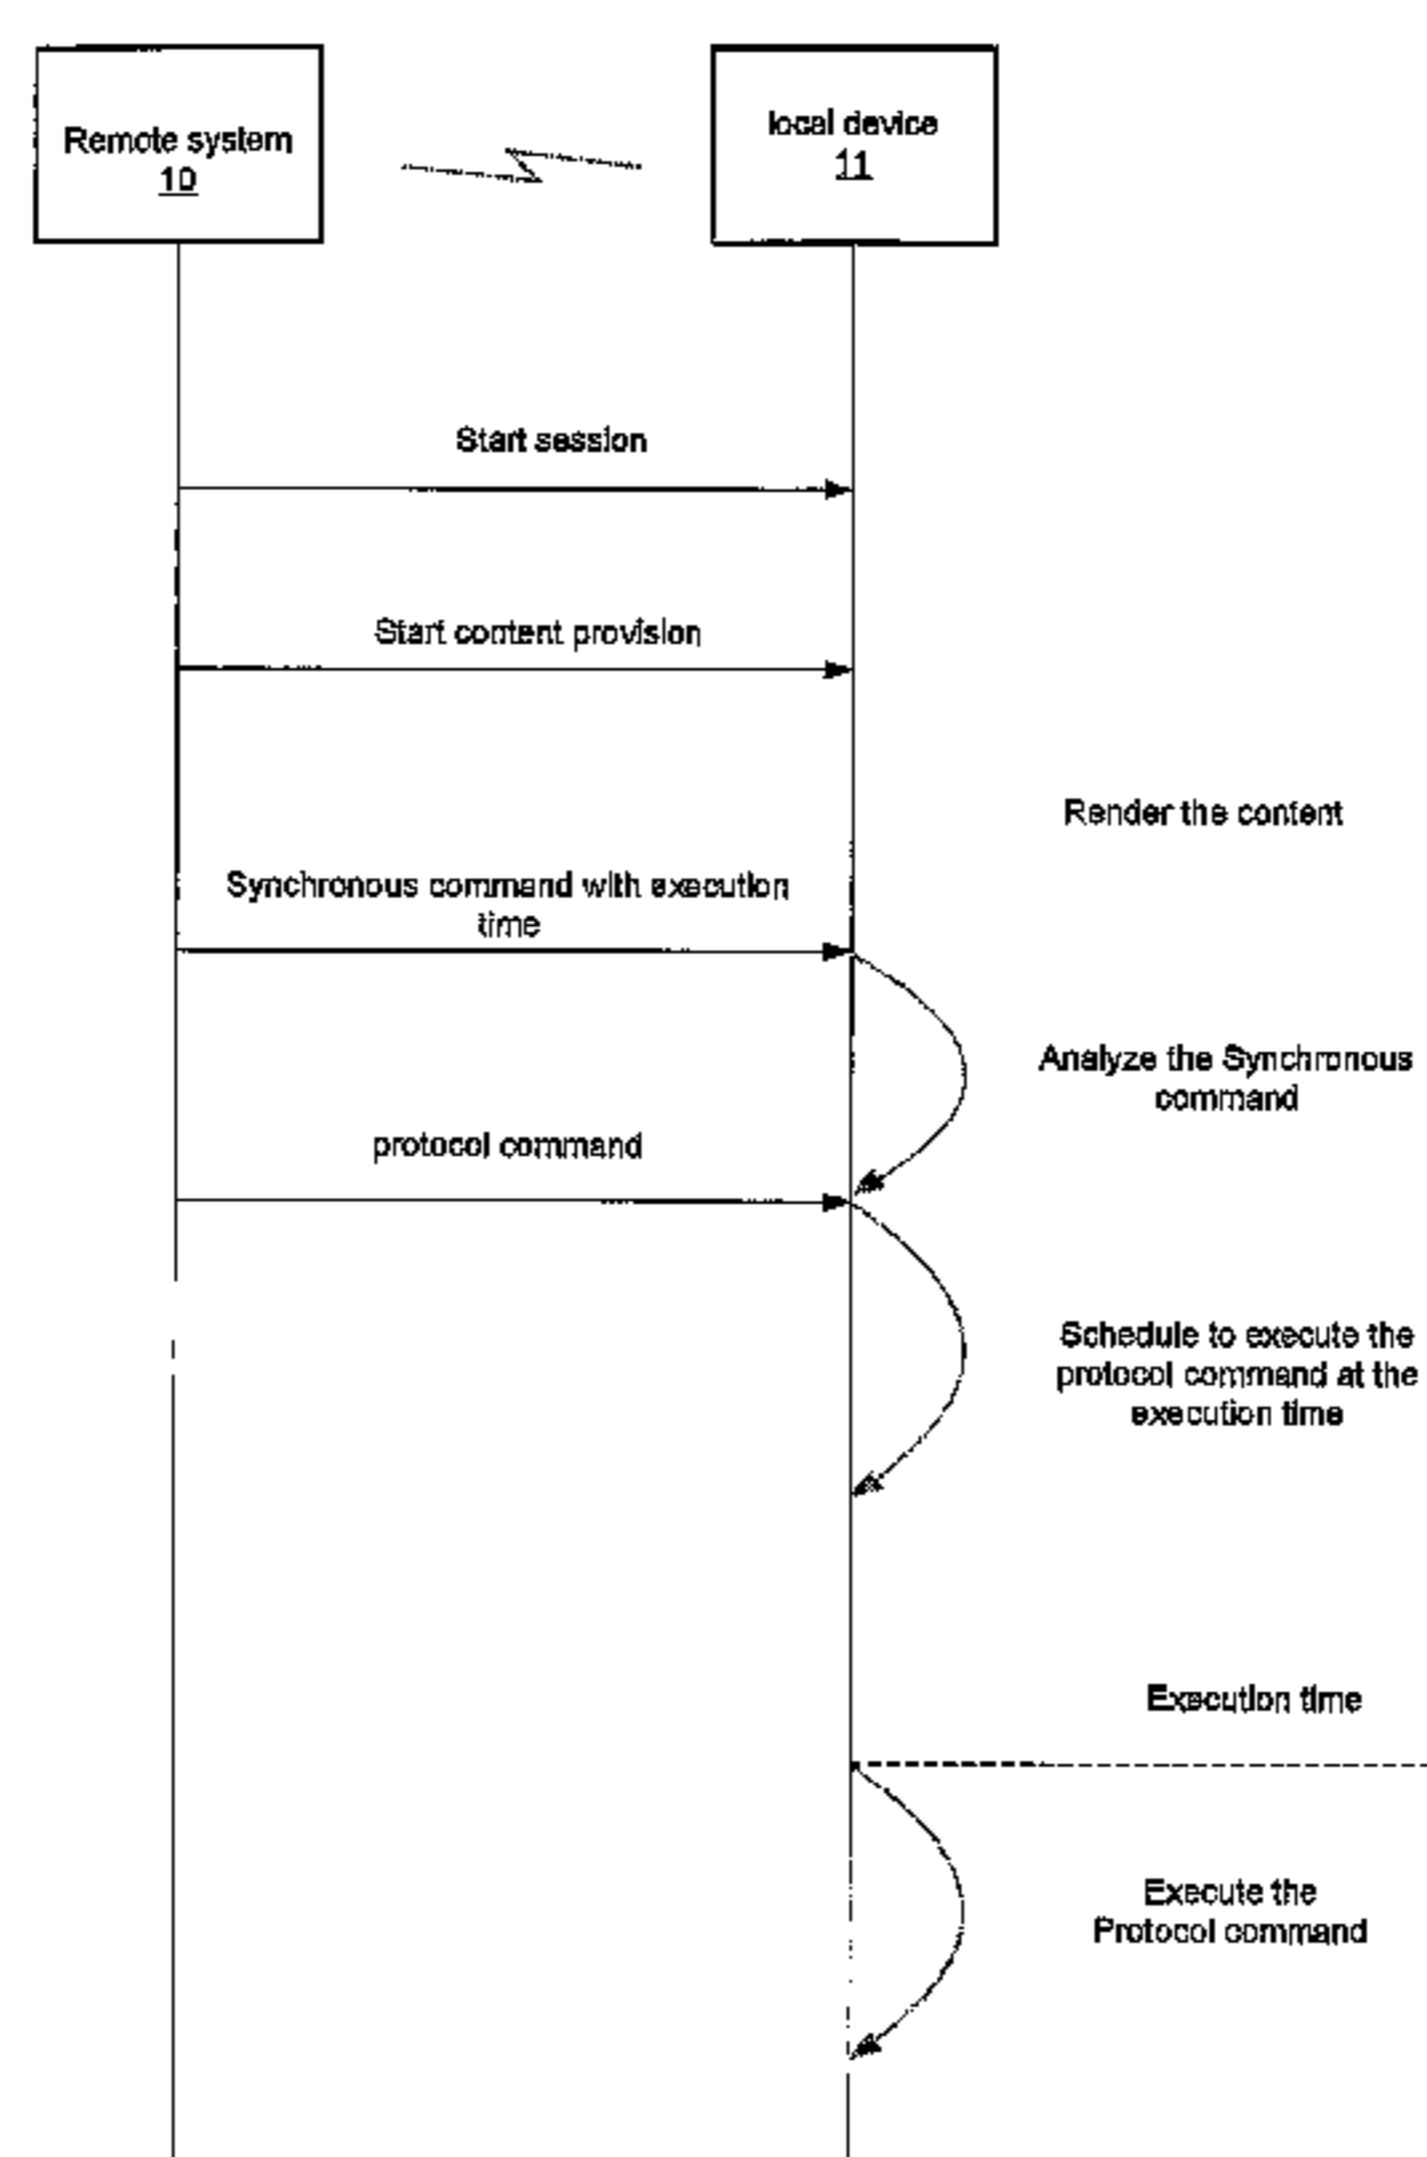 Remote system
10
local device
11
Start session
Start content provision
Render the content
Synchronous command with execution
time
Analyze the Synchronous
command
protocol command
Schedule to execute the
protocol command at the
execution time
Execution time
Execute the
Protocol command